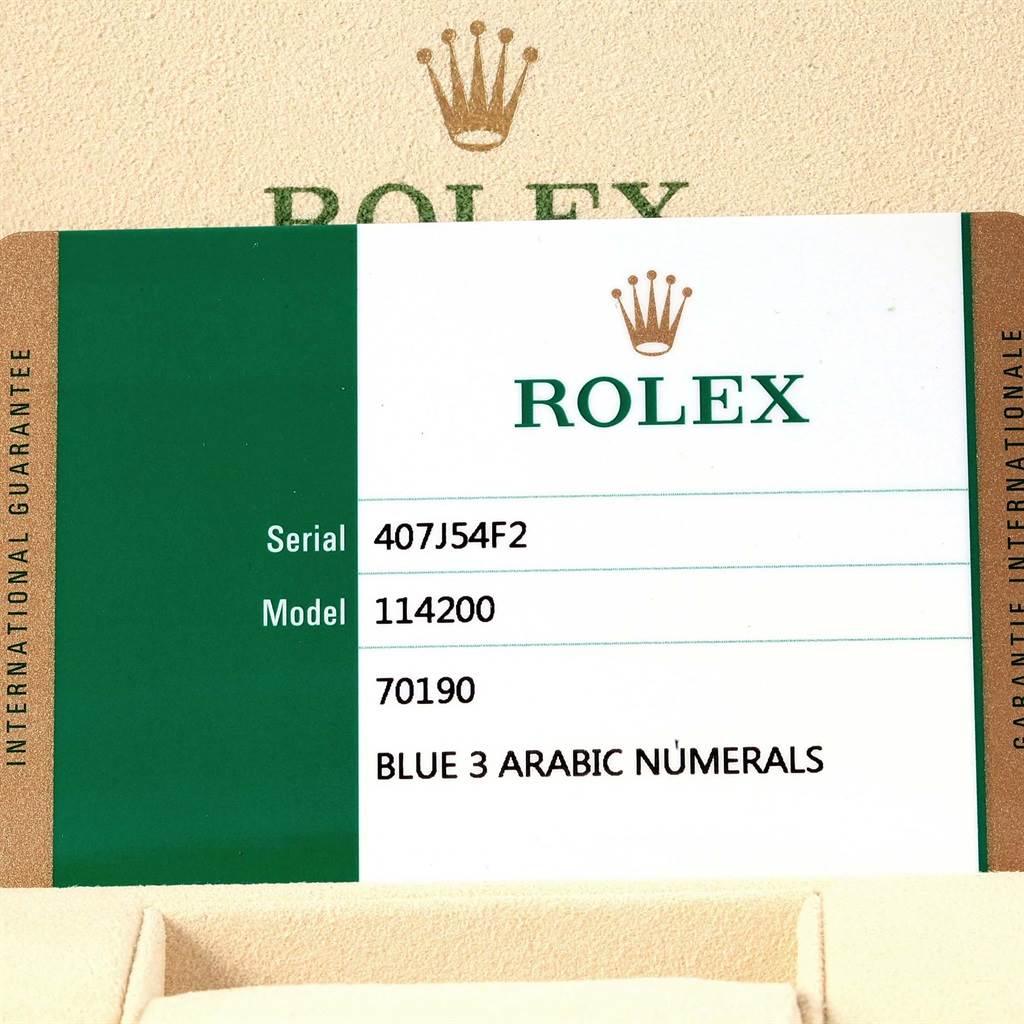 ROLEX
ROLEX
INTERNATIONAL GUARANTEE
Serial 407J54F2
Model 114200
70190
BLUE 3 ARABIC NUMERALS
GARANTIE INTERNATIONALE